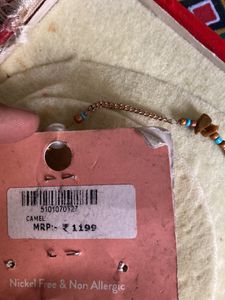 5101070127
CAMEL
MRP:- ₹ 1199
Nickel Free & Non Allergic